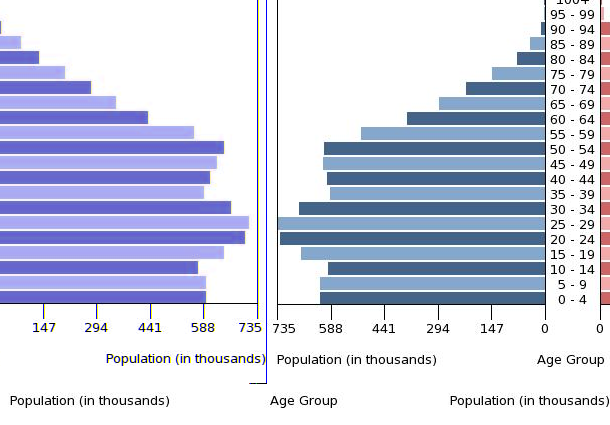 100+
95 - 99
90 - 94
85 - 89
80 - 84
75 - 79
70 - 74
65 - 69
60 - 64
55 - 59
50 - 54
45 - 49
40 - 44
35 - 39
30 - 34
25 - 29
20 - 24
15 - 19
10 - 14
5 - 9
0 - 4
147 294 441 588 735 735 588 441 294 147 0 0
Population (in thousands) Population (in thousands) Age Group
Population (in thousands) Age Group Population (in thousands)